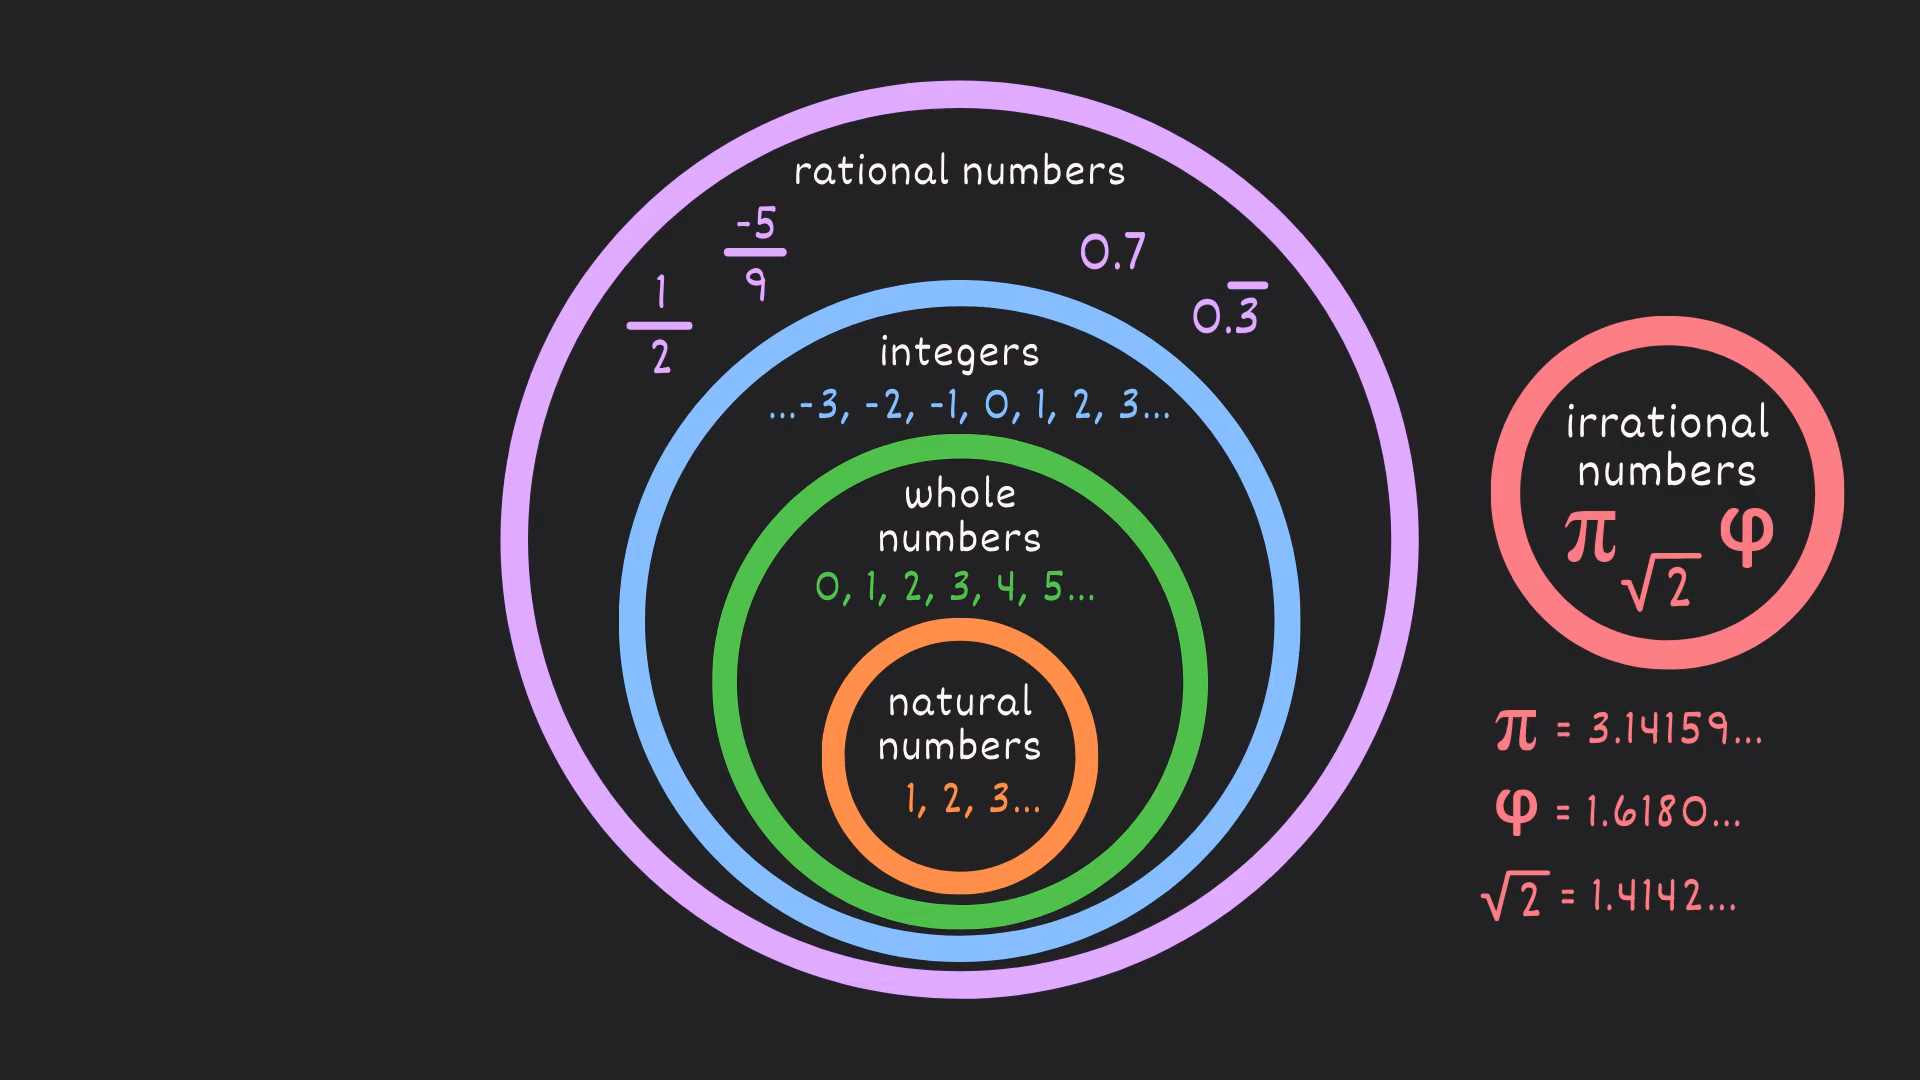 rational numbers
-5/9
1/2
0.7
0.3̅
integers
...-3, -2, -1, 0, 1, 2, 3...
whole
numbers
0, 1, 2, 3, 4, 5...
natural
numbers
1, 2, 3...
irrational
numbers
π φ
√2
π = 3.14159...
φ = 1.6180...
√2 = 1.4142...